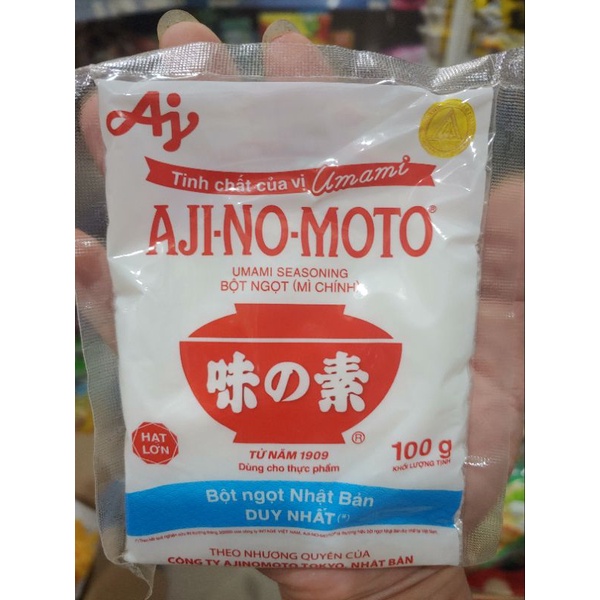 Aj
Tinh chất của vị Umami
AJI-NO-MOTO®
UMAMI SEASONING
BỘT NGỌT (MÌ CHÍNH)
味の素
®
HẠT
LỚN
TỪ NĂM 1909
Dùng cho thực phẩm
100 g
KHỐI LƯỢNG TỊNH
Bột ngọt Nhật Bản
DUY NHẤT(*)
THEO NHƯỢNG QUYỀN CỦA
CÔNG TY AJINOMOTO TOKYO, NHẬT BẢN